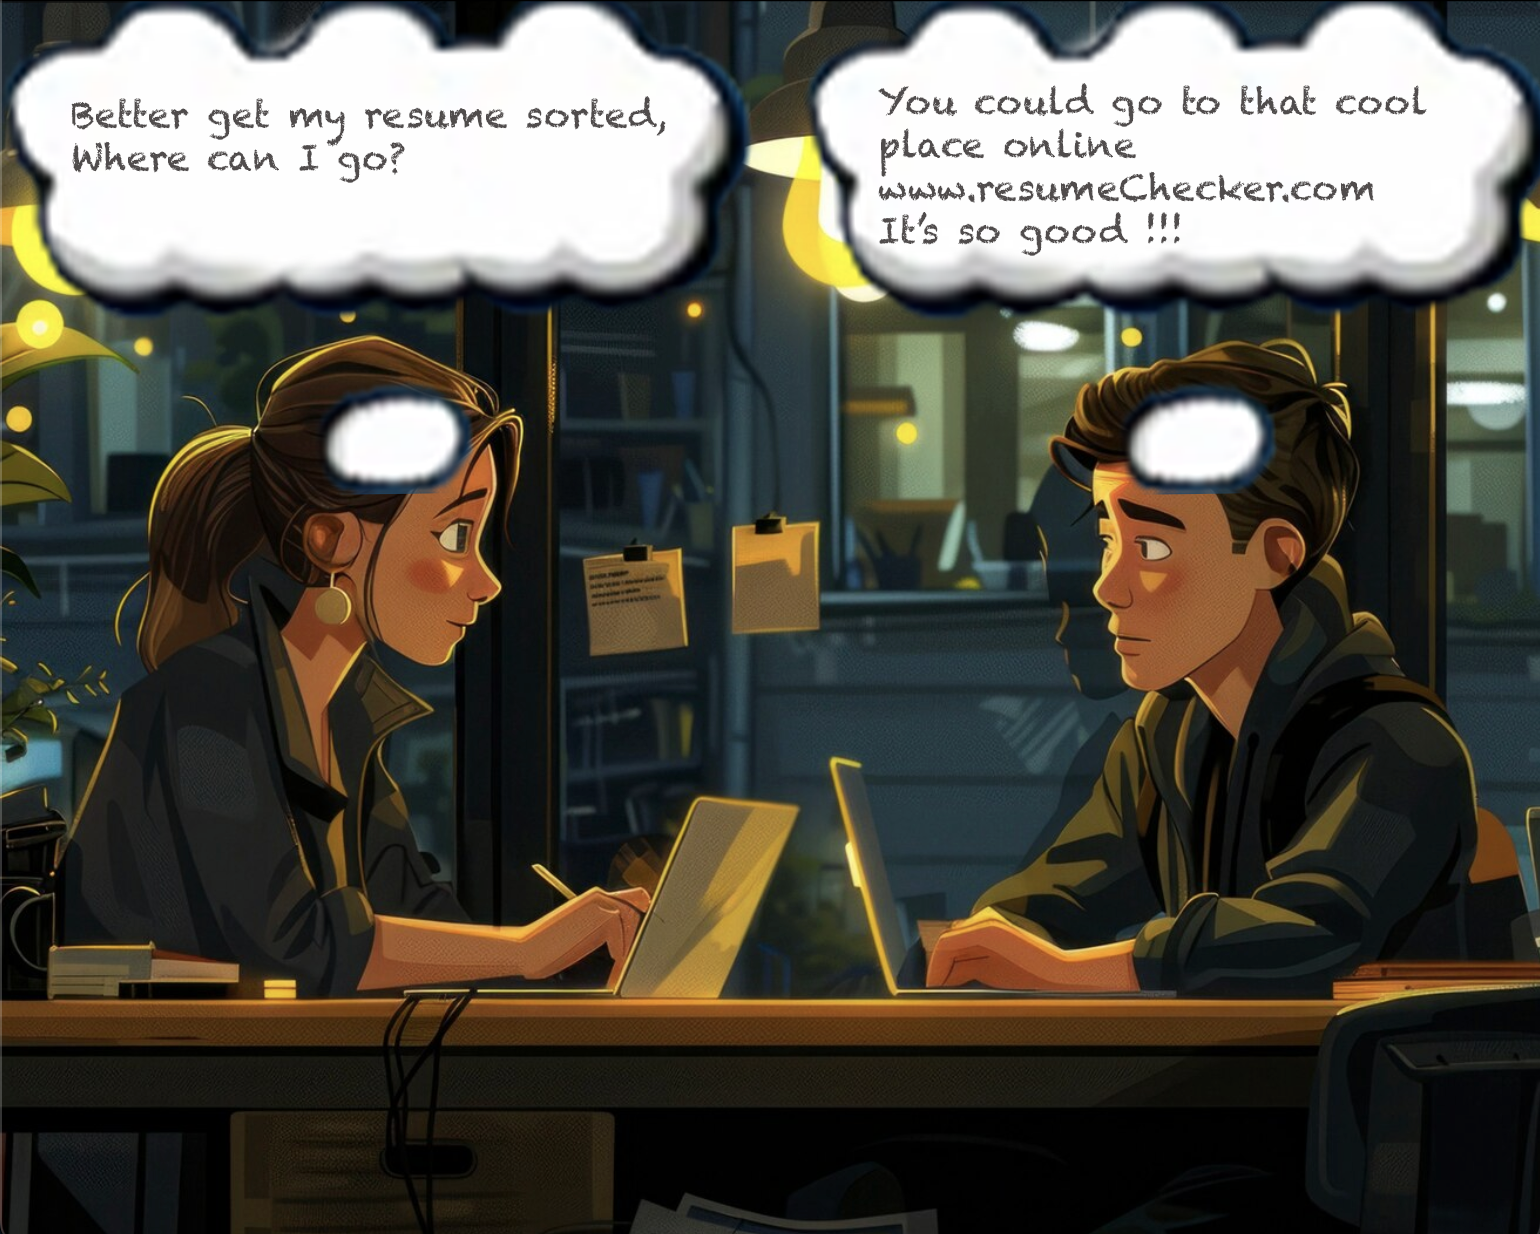 Better get my resume sorted,
Where can I go?
You could go to that cool
place online
www.resumeChecker.com
It's so good !!!